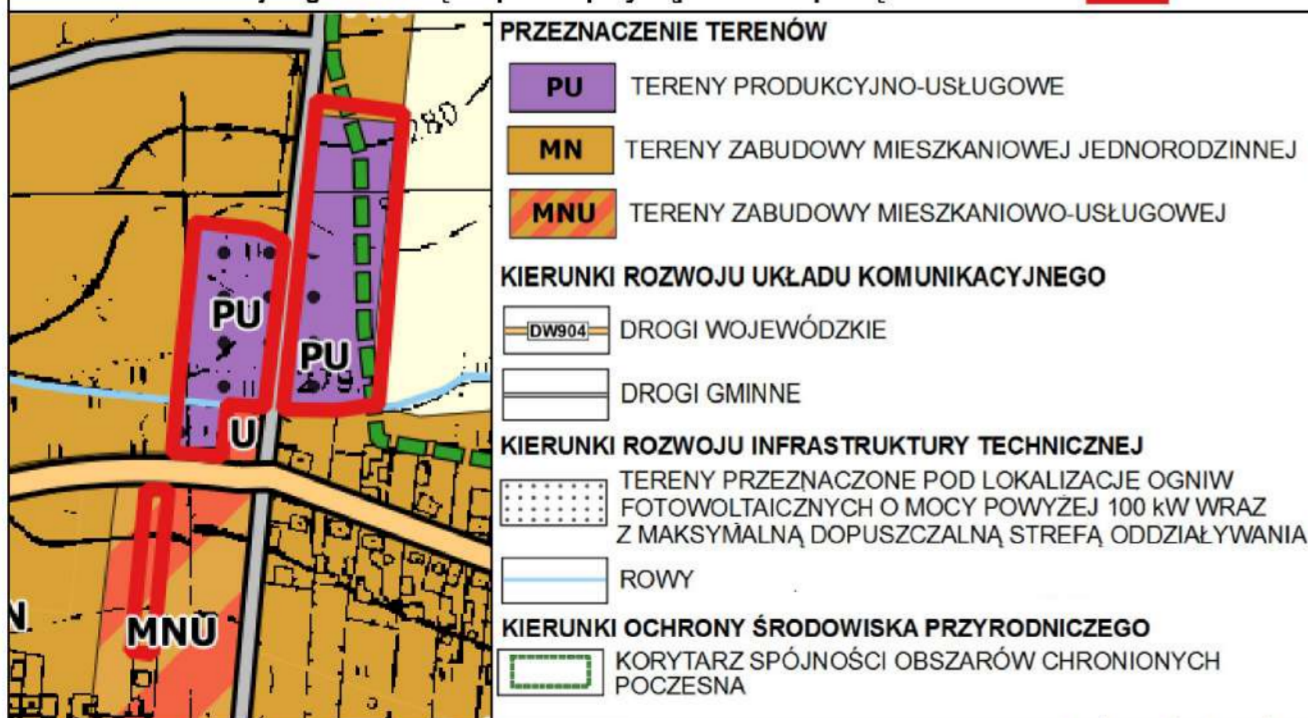 PRZEZNACZENIE TERENÓW
PU TERENY PRODUKCYJNO-USŁUGOWE
MN TERENY ZABUDOWY MIESZKANIOWEJ JEDNORODZINNEJ
MNU TERENY ZABUDOWY MIESZKANIOWO-USŁUGOWEJ
KIERUNKI ROZWOJU UKŁADU KOMUNIKACYJNEGO
DW904 DROGI WOJEWÓDZKIE
DROGI GMINNE
KIERUNKI ROZWOJU INFRASTRUKTURY TECHNICZNEJ
TERENY PRZEZNACZONE POD LOKALIZACJĘ OGNIW
FOTOWOLTAICZNYCH O MOCY POWYŻEJ 100 kW WRAZ
Z MAKSYMALNĄ DOPUSZCZALNĄ STREFĄ ODDZIAŁYWANIA
ROWY
KIERUNKI OCHRONY ŚRODOWISKA PRZYRODNICZEGO
KORYTARZ SPÓJNOŚCI OBSZARÓW CHRONIONYCH
POCZESNA
280
PU
PU
U
N
MNU